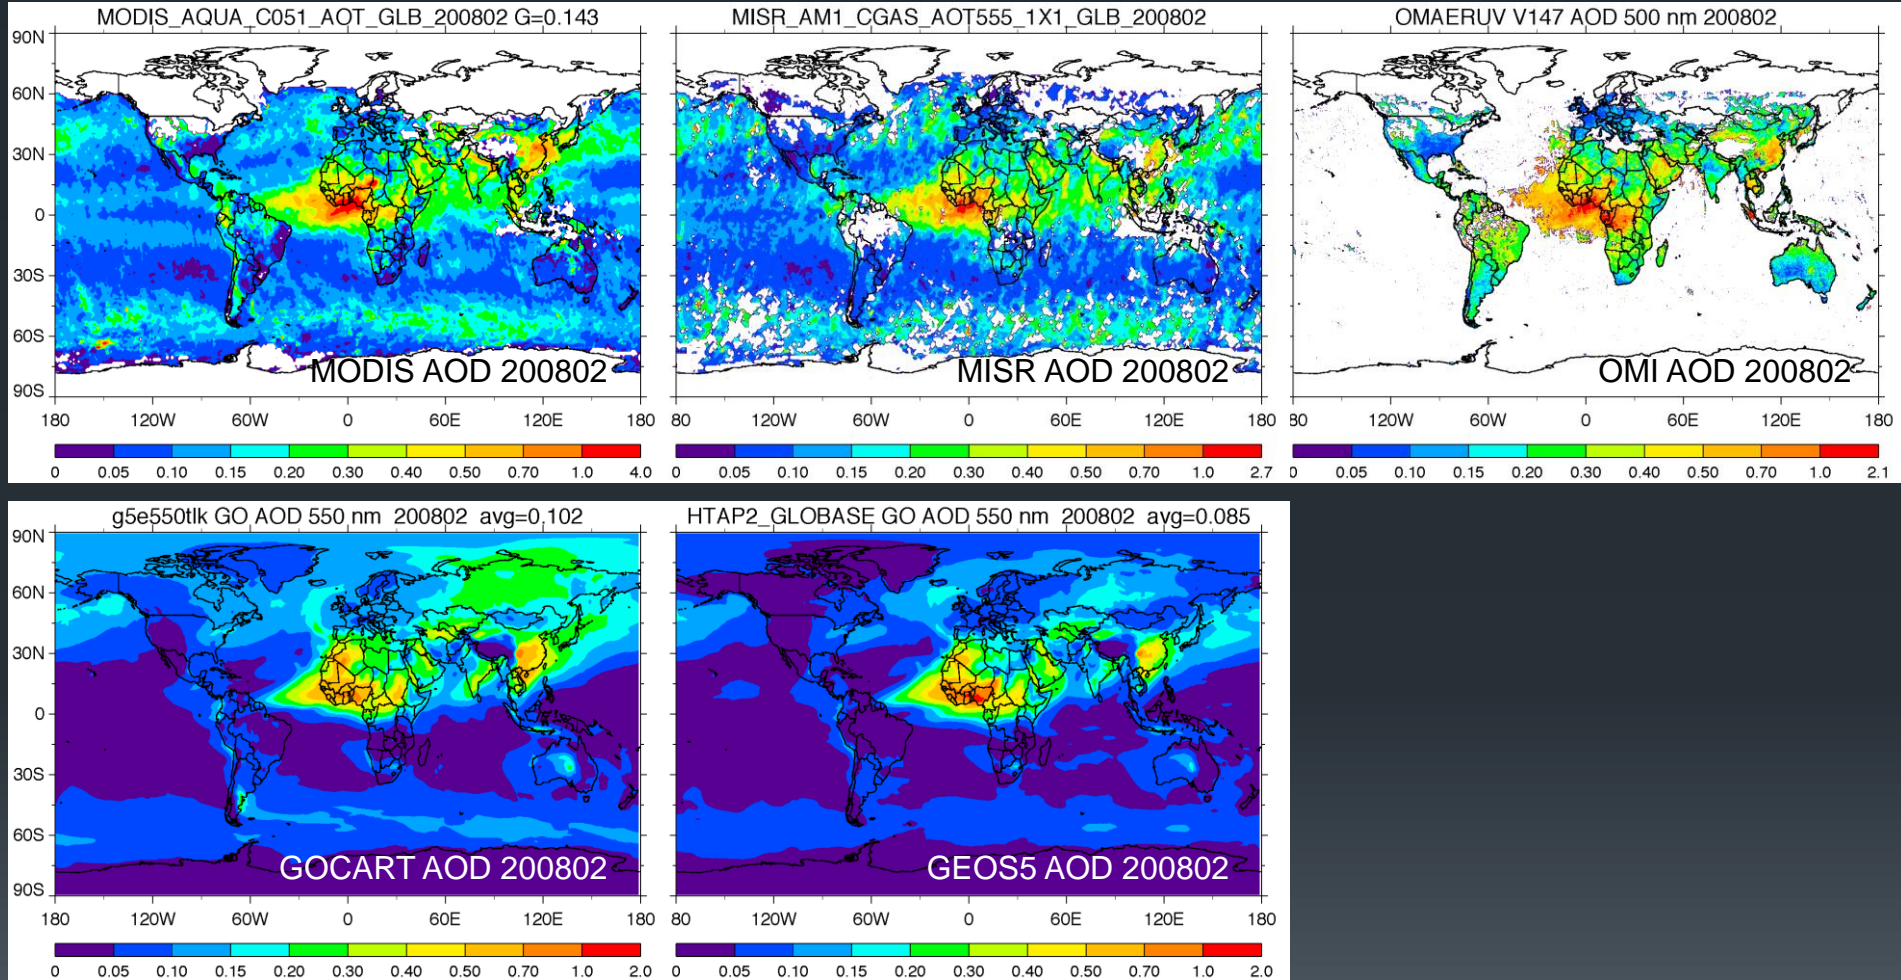 MODIS_AQUA_C051_AOT_GLB_200802 G=0.143
90N
60N
30N
0
30S
60S
90S
MODIS AOD 200802
180 120W 60W 0 60E 120E 180
0 0.05 0.10 0.15 0.20 0.30 0.40 0.50 0.70 1.0 4.0
MISR_AM1_CGAS_AOT555_1X1_GLB_200802
MISR AOD 200802
80 120W 60W 0 60E 120E 180
0 0.05 0.10 0.15 0.20 0.30 0.40 0.50 0.70 1.0 2.7
OMAERUV V147 AOD 500 nm 200802
OMI AOD 200802
80 120W 60W 0 60E 120E 180
0 0.05 0.10 0.15 0.20 0.30 0.40 0.50 0.70 1.0 2.1
g5e550tlk GO AOD 550 nm 200802 avg=0.102
90N
60N
30N
0
30S
60S
90S
GOCART AOD 200802
180 120W 60W 0 60E 120E 180
0 0.05 0.10 0.15 0.20 0.30 0.40 0.50 0.70 1.0 2.0
HTAP2_GLOBASE GO AOD 550 nm 200802 avg=0.085
GEOS5 AOD 200802
80 120W 60W 0 60E 120E 180
0 0.05 0.10 0.15 0.20 0.30 0.40 0.50 0.70 1.0 2.0